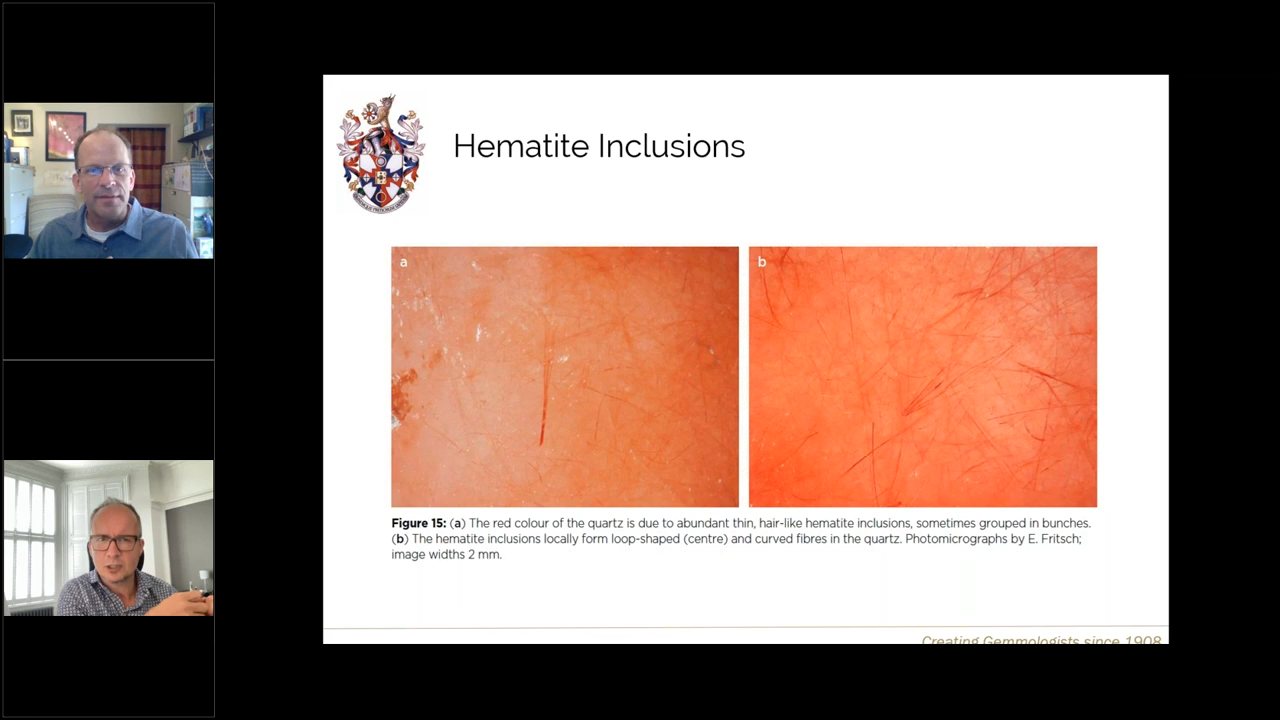 Hematite Inclusions
a
b
Figure 15: (a) The red colour of the quartz is due to abundant thin, hair-like hematite inclusions, sometimes grouped in bunches.
(b) The hematite inclusions locally form loop-shaped (centre) and curved fibres in the quartz. Photomicrographs by E. Fritsch;
image widths 2 mm.
Creating Gemmologists since 1908